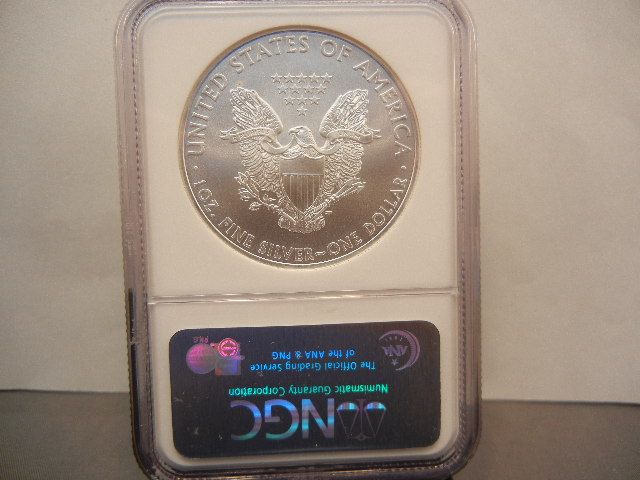 UNITED STATES OF AMERICA
1 OZ. FINE SILVER~ONE DOLLAR
NGC
Numismatic Guaranty Corporation
The Official Grading Service
of the ANA & PNG
ANA
P.N.G